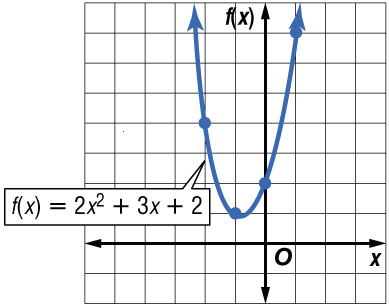 f(x)
f(x) = 2x² + 3x + 2
O
x